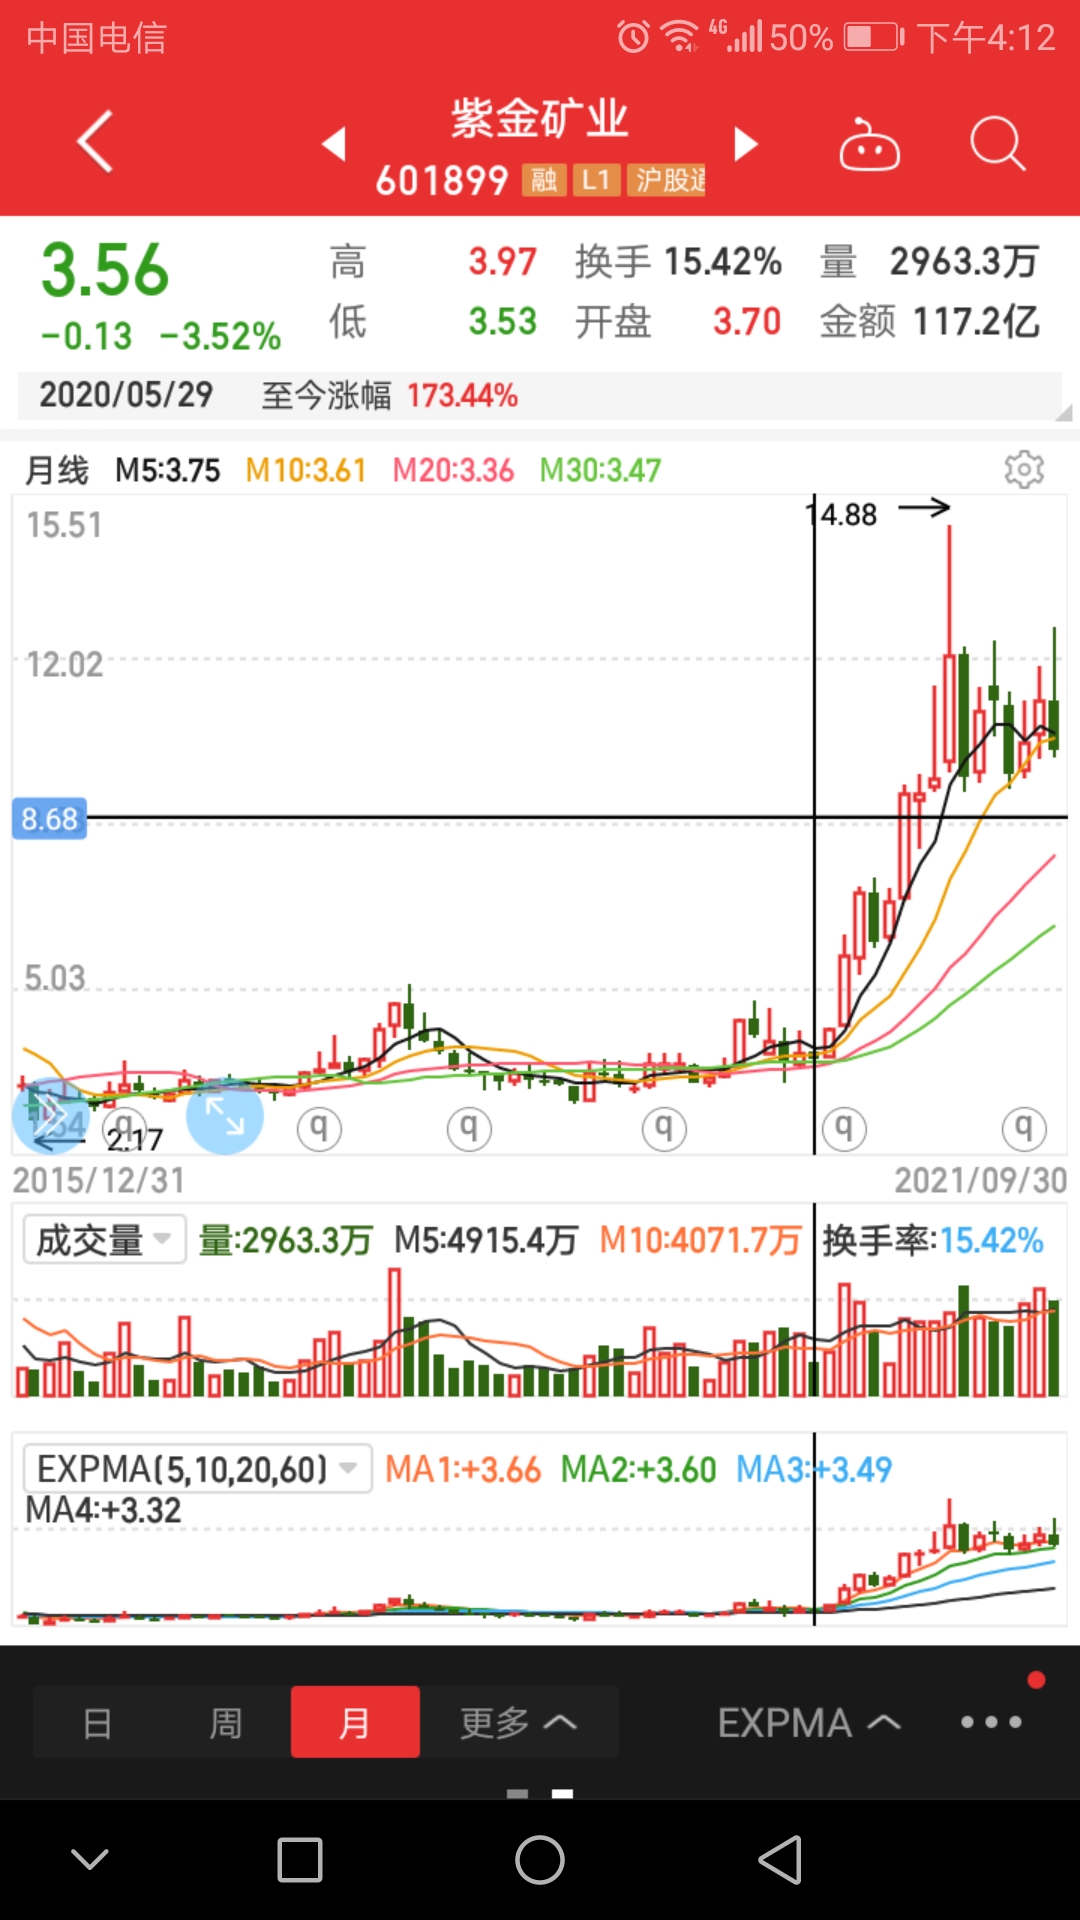 中国电信 4G 50% 下午4:12
紫金矿业
601899 融 L1 沪股通
3.56 高 3.97 换手 15.42% 量 2963.3万
-0.13 -3.52% 低 3.53 开盘 3.70 金额 117.2亿
2020/05/29 至今涨幅 173.44%
月线 M5:3.75 M10:3.61 M20:3.36 M30:3.47
15.51
14.88
12.02
8.68
5.03
q q q q q q
2.17
2015/12/31 2021/09/30
成交量 量:2963.3万 M5:4915.4万 M10:4071.7万 换手率:15.42%
EXPMA(5,10,20,60) MA1:+3.66 MA2:+3.60 MA3:+3.49
MA4:+3.32
日 周 月 更多 EXPMA